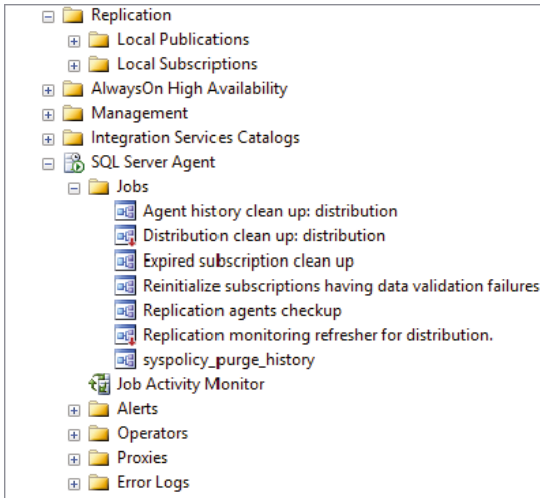 Replication
Local Publications
Local Subscriptions
AlwaysOn High Availability
Management
Integration Services Catalogs
SQL Server Agent
Jobs
Agent history clean up: distribution
Distribution clean up: distribution
Expired subscription clean up
Reinitialize subscriptions having data validation failures
Replication agents checkup
Replication monitoring refresher for distribution.
syspolicy_purge_history
Job Activity Monitor
Alerts
Operators
Proxies
Error Logs